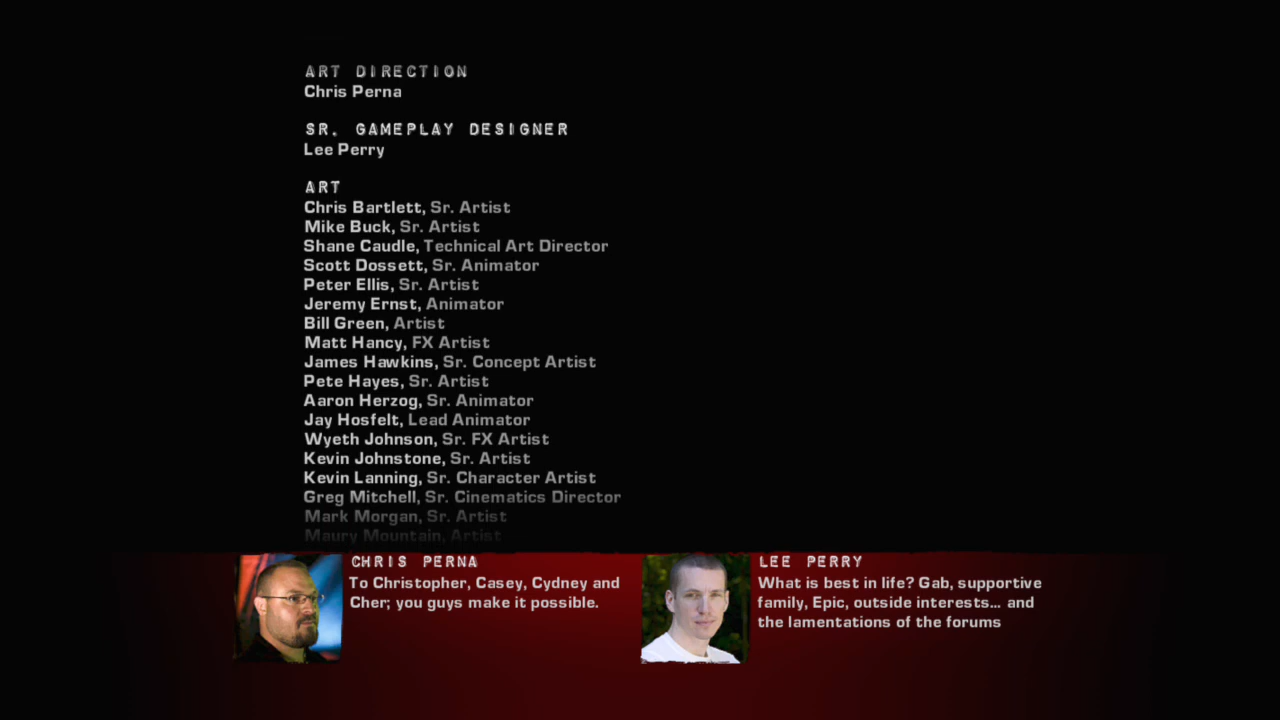 ART DIRECTION
Chris Perna
SR. GAMEPLAY DESIGNER
Lee Perry
ART
Chris Bartlett, Sr. Artist
Mike Buck, Sr. Artist
Shane Caudle, Technical Art Director
Scott Dossett, Sr. Animator
Peter Ellis, Sr. Artist
Jeremy Ernst, Animator
Bill Green, Artist
Matt Hancy, FX Artist
James Hawkins, Sr. Concept Artist
Pete Hayes, Sr. Artist
Aaron Herzog, Sr. Animator
Jay Hosfelt, Lead Animator
Wyeth Johnson, Sr. FX Artist
Kevin Johnstone, Sr. Artist
Kevin Lanning, Sr. Character Artist
Greg Mitchell, Sr. Cinematics Director
Mark Morgan, Sr. Artist
Maury Mountain, Artist
CHRIS PERNA
To Christopher, Casey, Cydney and
Cher; you guys make it possible.
LEE PERRY
What is best in life? Gab, supportive
family, Epic, outside interests... and
the lamentations of the forums